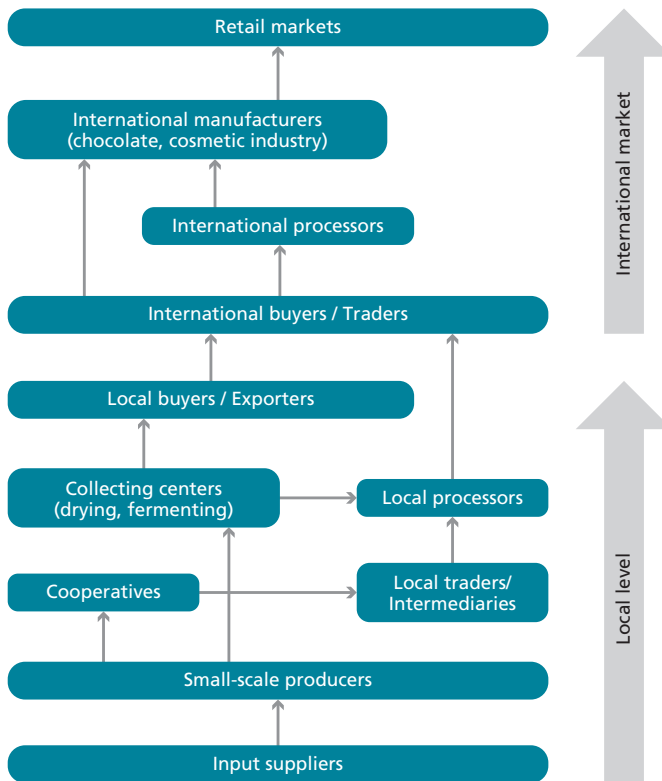 Retail markets
International manufacturers
(chocolate, cosmetic industry)
International processors
International buyers / Traders
International market
Local buyers / Exporters
Collecting centers
(drying, fermenting)
Local processors
Cooperatives
Local traders/
Intermediaries
Small-scale producers
Input suppliers
Local level